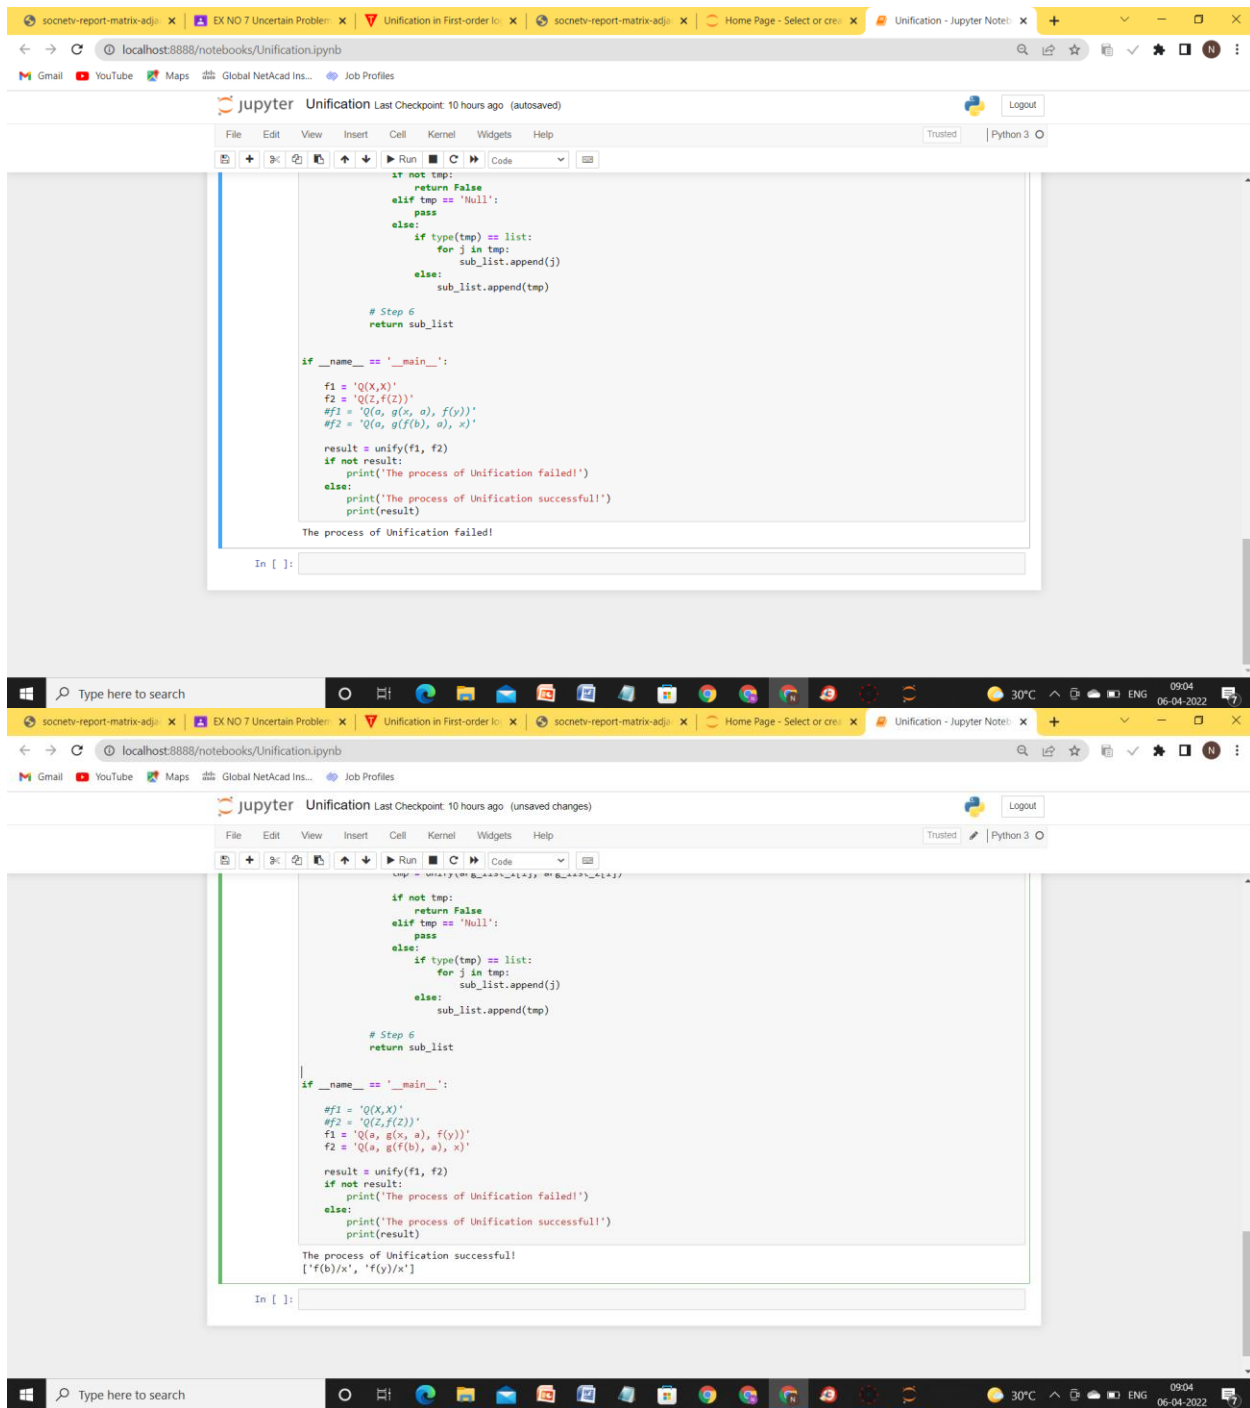 socnetv-report-matrix-adja
EX NO 7 Uncertain Problem
Unification in First-order lo
socnetv-report-matrix-adja
Home Page - Select or crea
Unification - Jupyter Noteb
localhost:8888/notebooks/Unification.ipynb
N
Gmail YouTube Maps Global NetAcad Ins... Job Profiles
jupyter Unification Last Checkpoint: 10 hours ago (autosaved)
Logout
File Edit View Insert Cell Kernel Widgets Help
Trusted Python 3
Run Code
if not tmp:
return False
elif tmp == 'Null':
pass
else:
if type(tmp) == list:
for j in tmp:
sub_list.append(j)
else:
sub_list.append(tmp)
# Step 6
return sub_list
if __name__ == '__main__':
f1 = 'Q(X,X)'
f2 = 'Q(Z,f(Z))'
#f1 = 'Q(a, g(x, a), f(y))'
#f2 = 'Q(a, g(f(b), a), x)'
result = unify(f1, f2)
if not result:
print('The process of Unification failed!')
else:
print('The process of Unification successful!')
print(result)
The process of Unification failed!
In [ ]:
Type here to search
30°C ENG
09:04
06-04-2022
socnetv-report-matrix-adja
EX NO 7 Uncertain Problem
Unification in First-order lo
socnetv-report-matrix-adja
Home Page - Select or crea
Unification - Jupyter Noteb
localhost:8888/notebooks/Unification.ipynb
N
Gmail YouTube Maps Global NetAcad Ins... Job Profiles
jupyter Unification Last Checkpoint: 10 hours ago (unsaved changes)
Logout
File Edit View Insert Cell Kernel Widgets Help
Trusted Python 3
Run Code
tmp = unify(arg_list_1[i], arg_list_2[i])
if not tmp:
return False
elif tmp == 'Null':
pass
else:
if type(tmp) == list:
for j in tmp:
sub_list.append(j)
else:
sub_list.append(tmp)
# Step 6
return sub_list
if __name__ == '__main__':
#f1 = 'Q(X,X)'
#f2 = 'Q(Z,f(Z))'
f1 = 'Q(a, g(x, a), f(y))'
f2 = 'Q(a, g(f(b), a), x)'
result = unify(f1, f2)
if not result:
print('The process of Unification failed!')
else:
print('The process of Unification successful!')
print(result)
The process of Unification successful!
['f(b)/x', 'f(y)/x']
In [ ]:
Type here to search
30°C ENG
09:04
06-04-2022